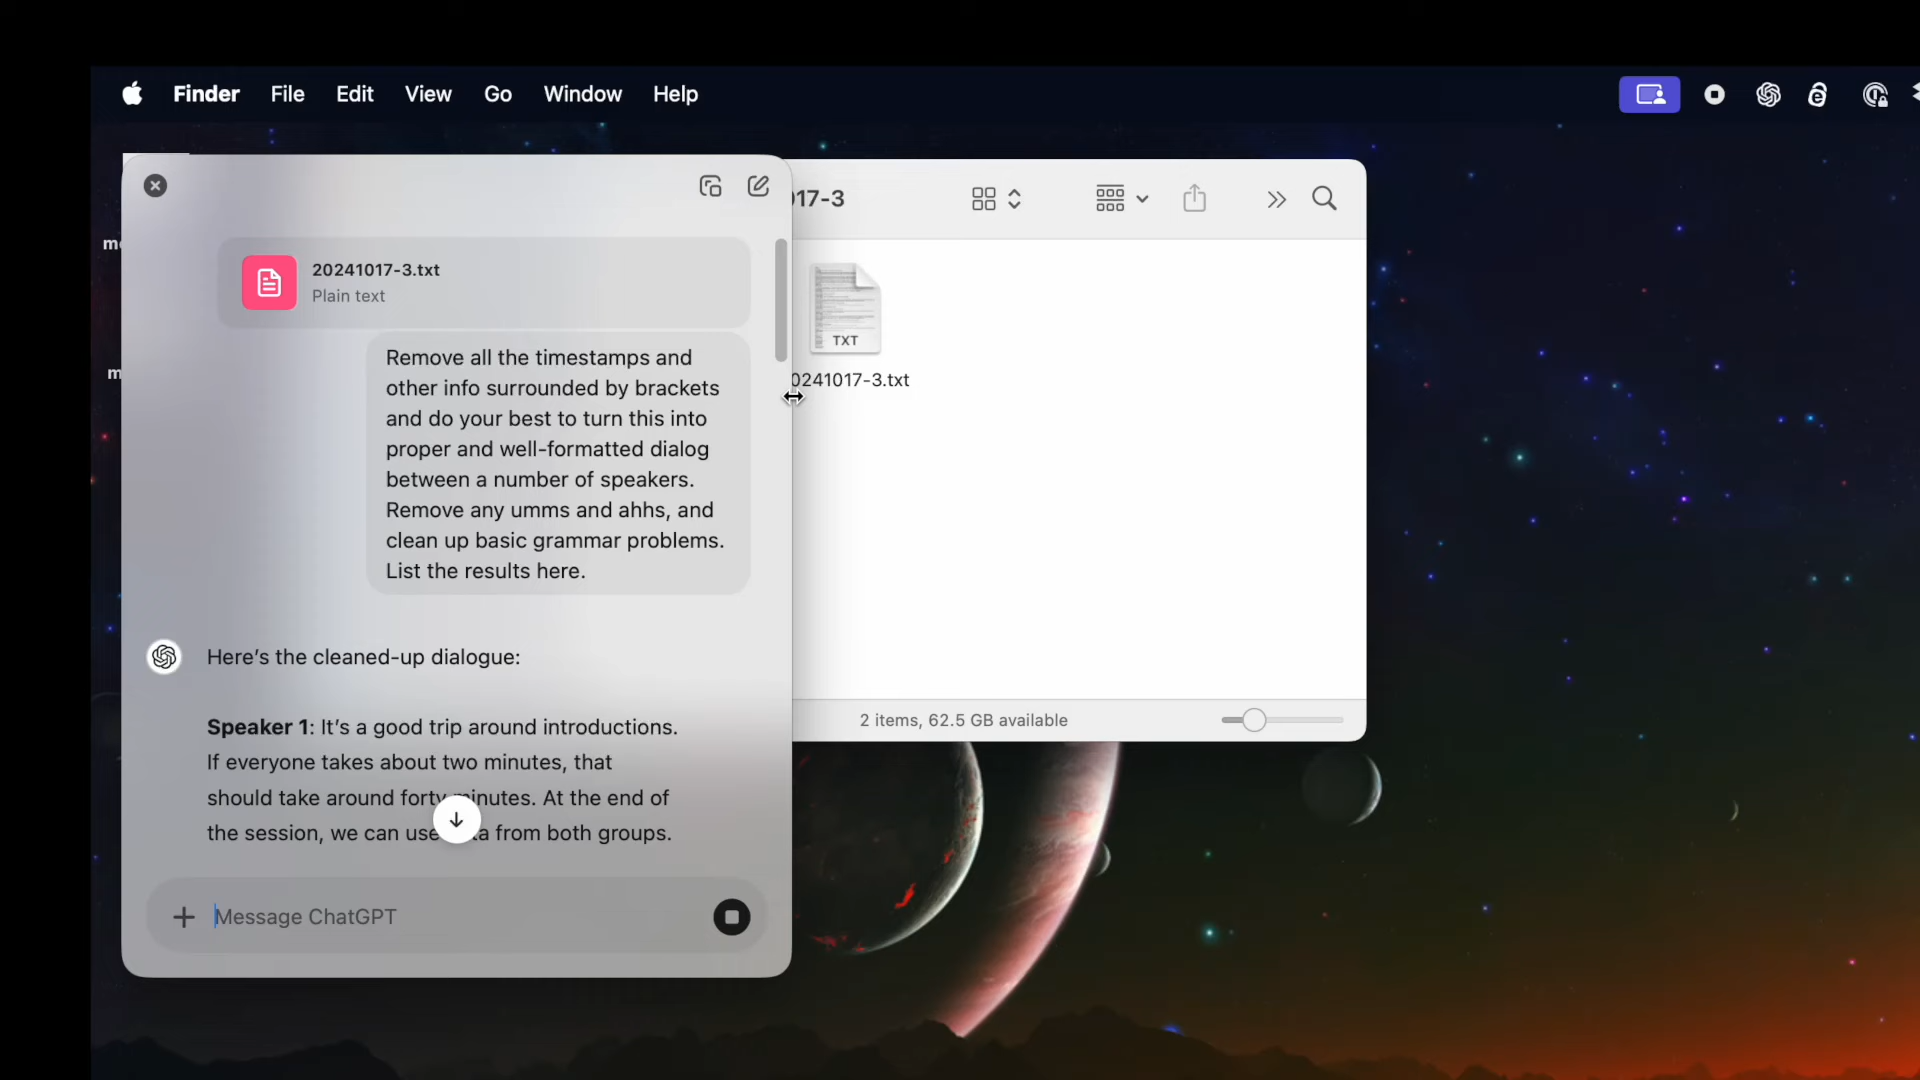 Finder File Edit View Go Window Help
017-3
20241017-3.txt
Plain text
Remove all the timestamps and
other info surrounded by brackets
and do your best to turn this into
proper and well-formatted dialog
between a number of speakers.
Remove any umms and ahhs, and
clean up basic grammar problems.
List the results here.
TXT
0241017-3.txt
Here's the cleaned-up dialogue:
Speaker 1: It's a good trip around introductions.
If everyone takes about two minutes, that
should take around forty minutes. At the end of
the session, we can use from both groups.
2 items, 62.5 GB available
Message ChatGPT